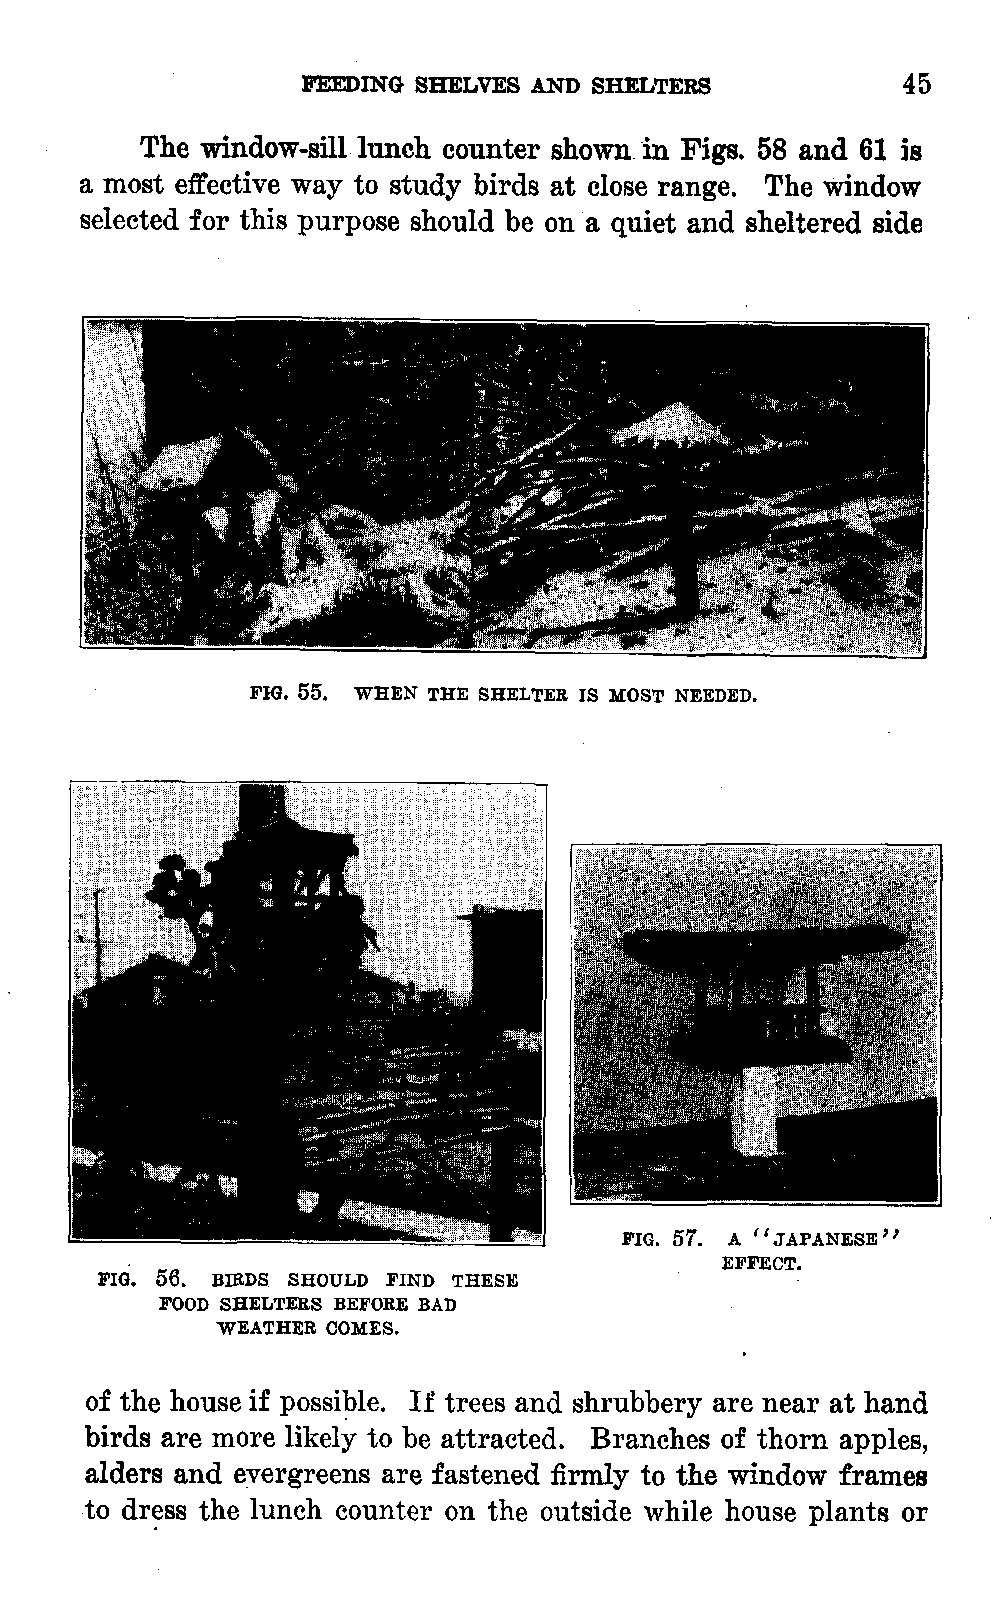 FEEDING SHELVES AND SHELTERS 45
The window-sill lunch counter shown in Figs. 58 and 61 is
a most effective way to study birds at close range. The window
selected for this purpose should be on a quiet and sheltered side
FIG. 55. WHEN THE SHELTER IS MOST NEEDED.
FIG. 56. BIRDS SHOULD FIND THESE
FOOD SHELTERS BEFORE BAD
WEATHER COMES.
FIG. 57. A "JAPANESE"
EFFECT.
of the house if possible. If trees and shrubbery are near at hand
birds are more likely to be attracted. Branches of thorn apples,
alders and evergreens are fastened firmly to the window frames
to dress the lunch counter on the outside while house plants or